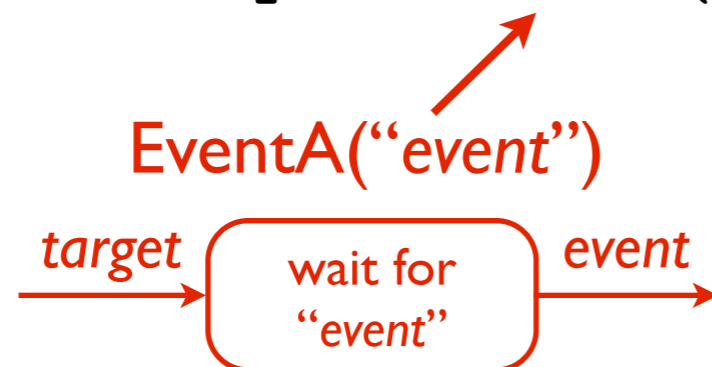 EventA(“event”)
target
wait for
event
“event”